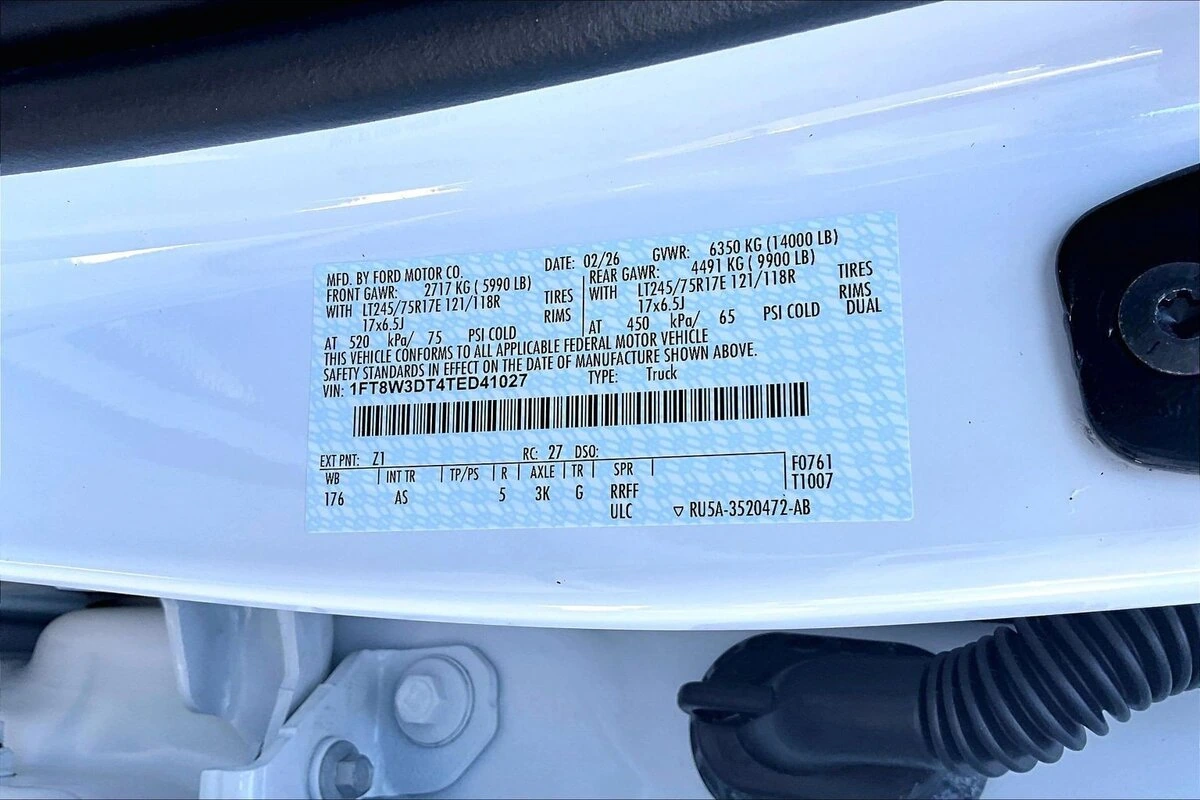 MFD. BY FORD MOTOR CO. DATE: 02/26 GVWR: 6350 KG (14000 LB)
FRONT GAWR: 2717 KG ( 5990 LB) REAR GAWR: 4491 KG ( 9900 LB)
WITH LT245/75R17E 121/118R TIRES WITH LT245/75R17E 121/118R TIRES
17x6.5J RIMS 17x6.5J RIMS
AT 520 kPa/ 75 PSI COLD AT 450 kPa/ 65 PSI COLD DUAL
THIS VEHICLE CONFORMS TO ALL APPLICABLE FEDERAL MOTOR VEHICLE
SAFETY STANDARDS IN EFFECT ON THE DATE OF MANUFACTURE SHOWN ABOVE.
VIN: 1FT8W3DT4TED41027 TYPE: Truck
EXT PNT: Z1 RC: 27 DSO:
WB INT TR TP/PS R AXLE TR SPR F0761
176 AS 5 3K G RRFF T1007
ULC ▽ RU5A-3520472-AB